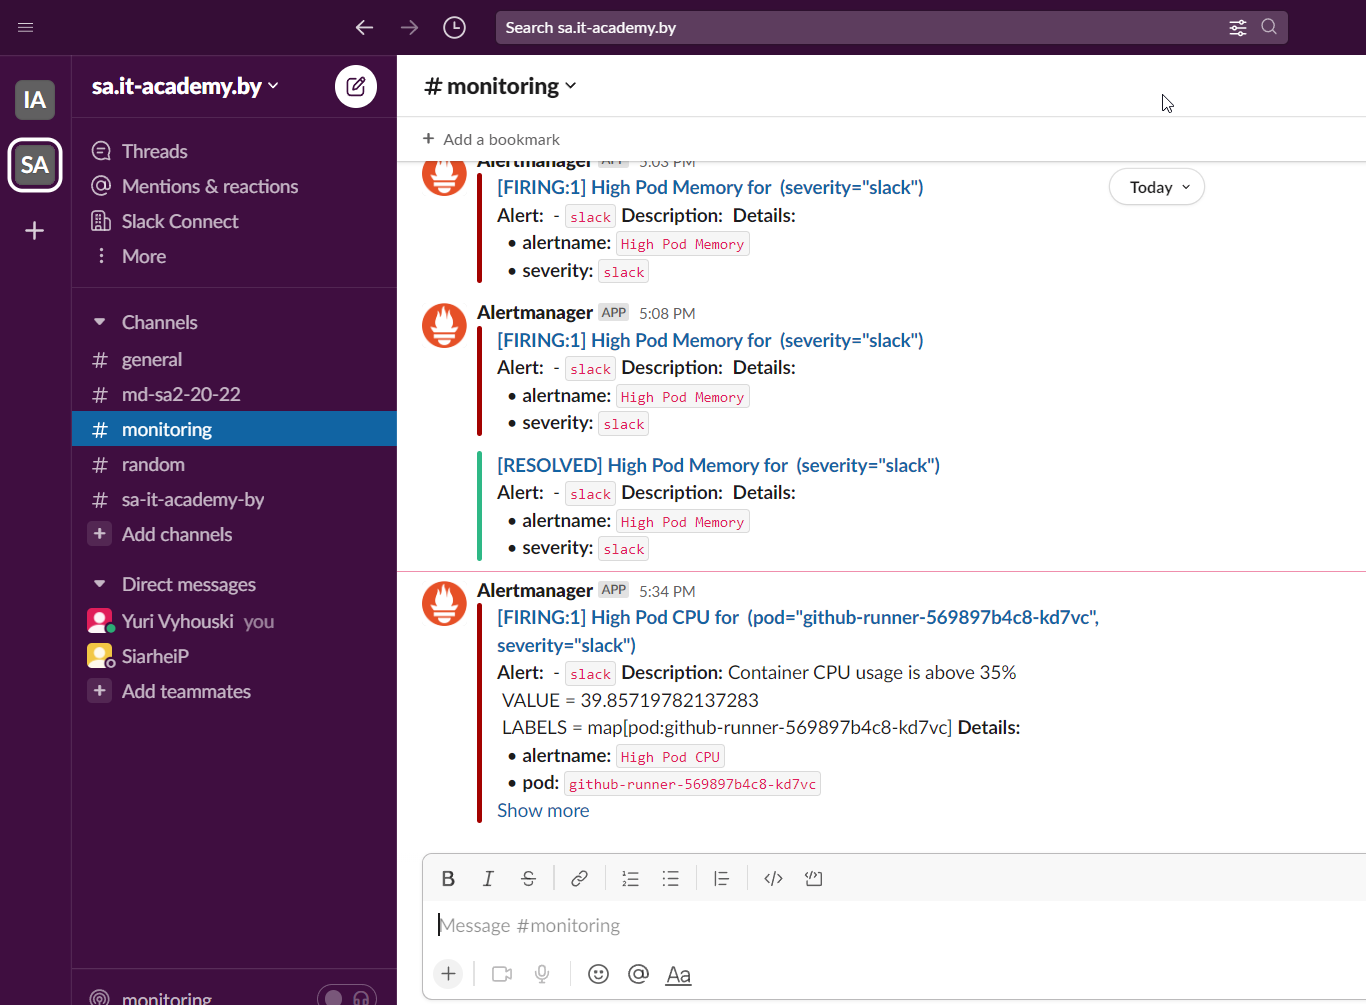 Search sa.it-academy.by
IA
SA
sa.it-academy.by
Threads
Mentions & reactions
Slack Connect
More
Channels
# general
# md-sa2-20-22
# monitoring
# random
# sa-it-academy-by
+ Add channels
Direct messages
Yuri Vyhouski you
SiarheiP
+ Add teammates
monitoring
# monitoring
+ Add a bookmark
Today
Alertmanager APP 5:03 PM
[FIRING:1] High Pod Memory for (severity="slack")
Alert: - slack Description: Details:
• alertname: High Pod Memory
• severity: slack
Alertmanager APP 5:08 PM
[FIRING:1] High Pod Memory for (severity="slack")
Alert: - slack Description: Details:
• alertname: High Pod Memory
• severity: slack
[RESOLVED] High Pod Memory for (severity="slack")
Alert: - slack Description: Details:
• alertname: High Pod Memory
• severity: slack
Alertmanager APP 5:34 PM
[FIRING:1] High Pod CPU for (pod="github-runner-569897b4c8-kd7vc",
severity="slack")
Alert: - slack Description: Container CPU usage is above 35%
VALUE = 39.85719782137283
LABELS = map[pod:github-runner-569897b4c8-kd7vc] Details:
• alertname: High Pod CPU
• pod: github-runner-569897b4c8-kd7vc
Show more
B I S
Message #monitoring
+ @ Aa